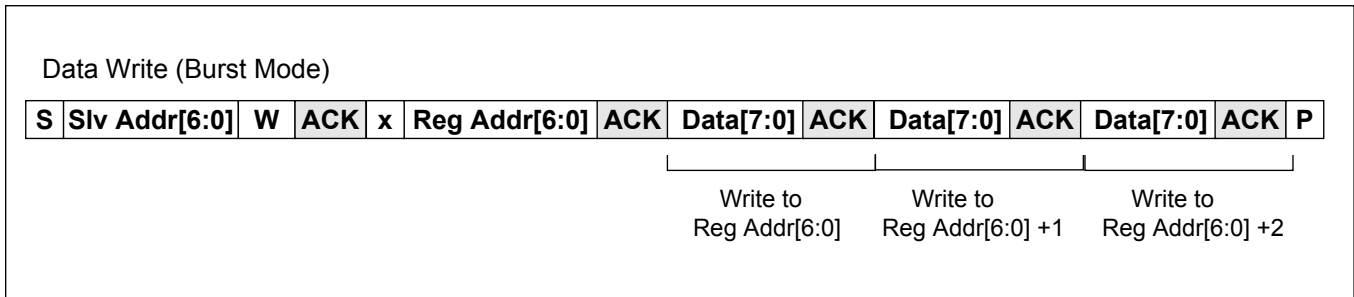 Data Write (Burst Mode)
S Slv Addr[6:0] W ACK x Reg Addr[6:0] ACK Data[7:0] ACK Data[7:0] ACK Data[7:0] ACK P
Write to Write to Write to
Reg Addr[6:0] Reg Addr[6:0] +1 Reg Addr[6:0] +2